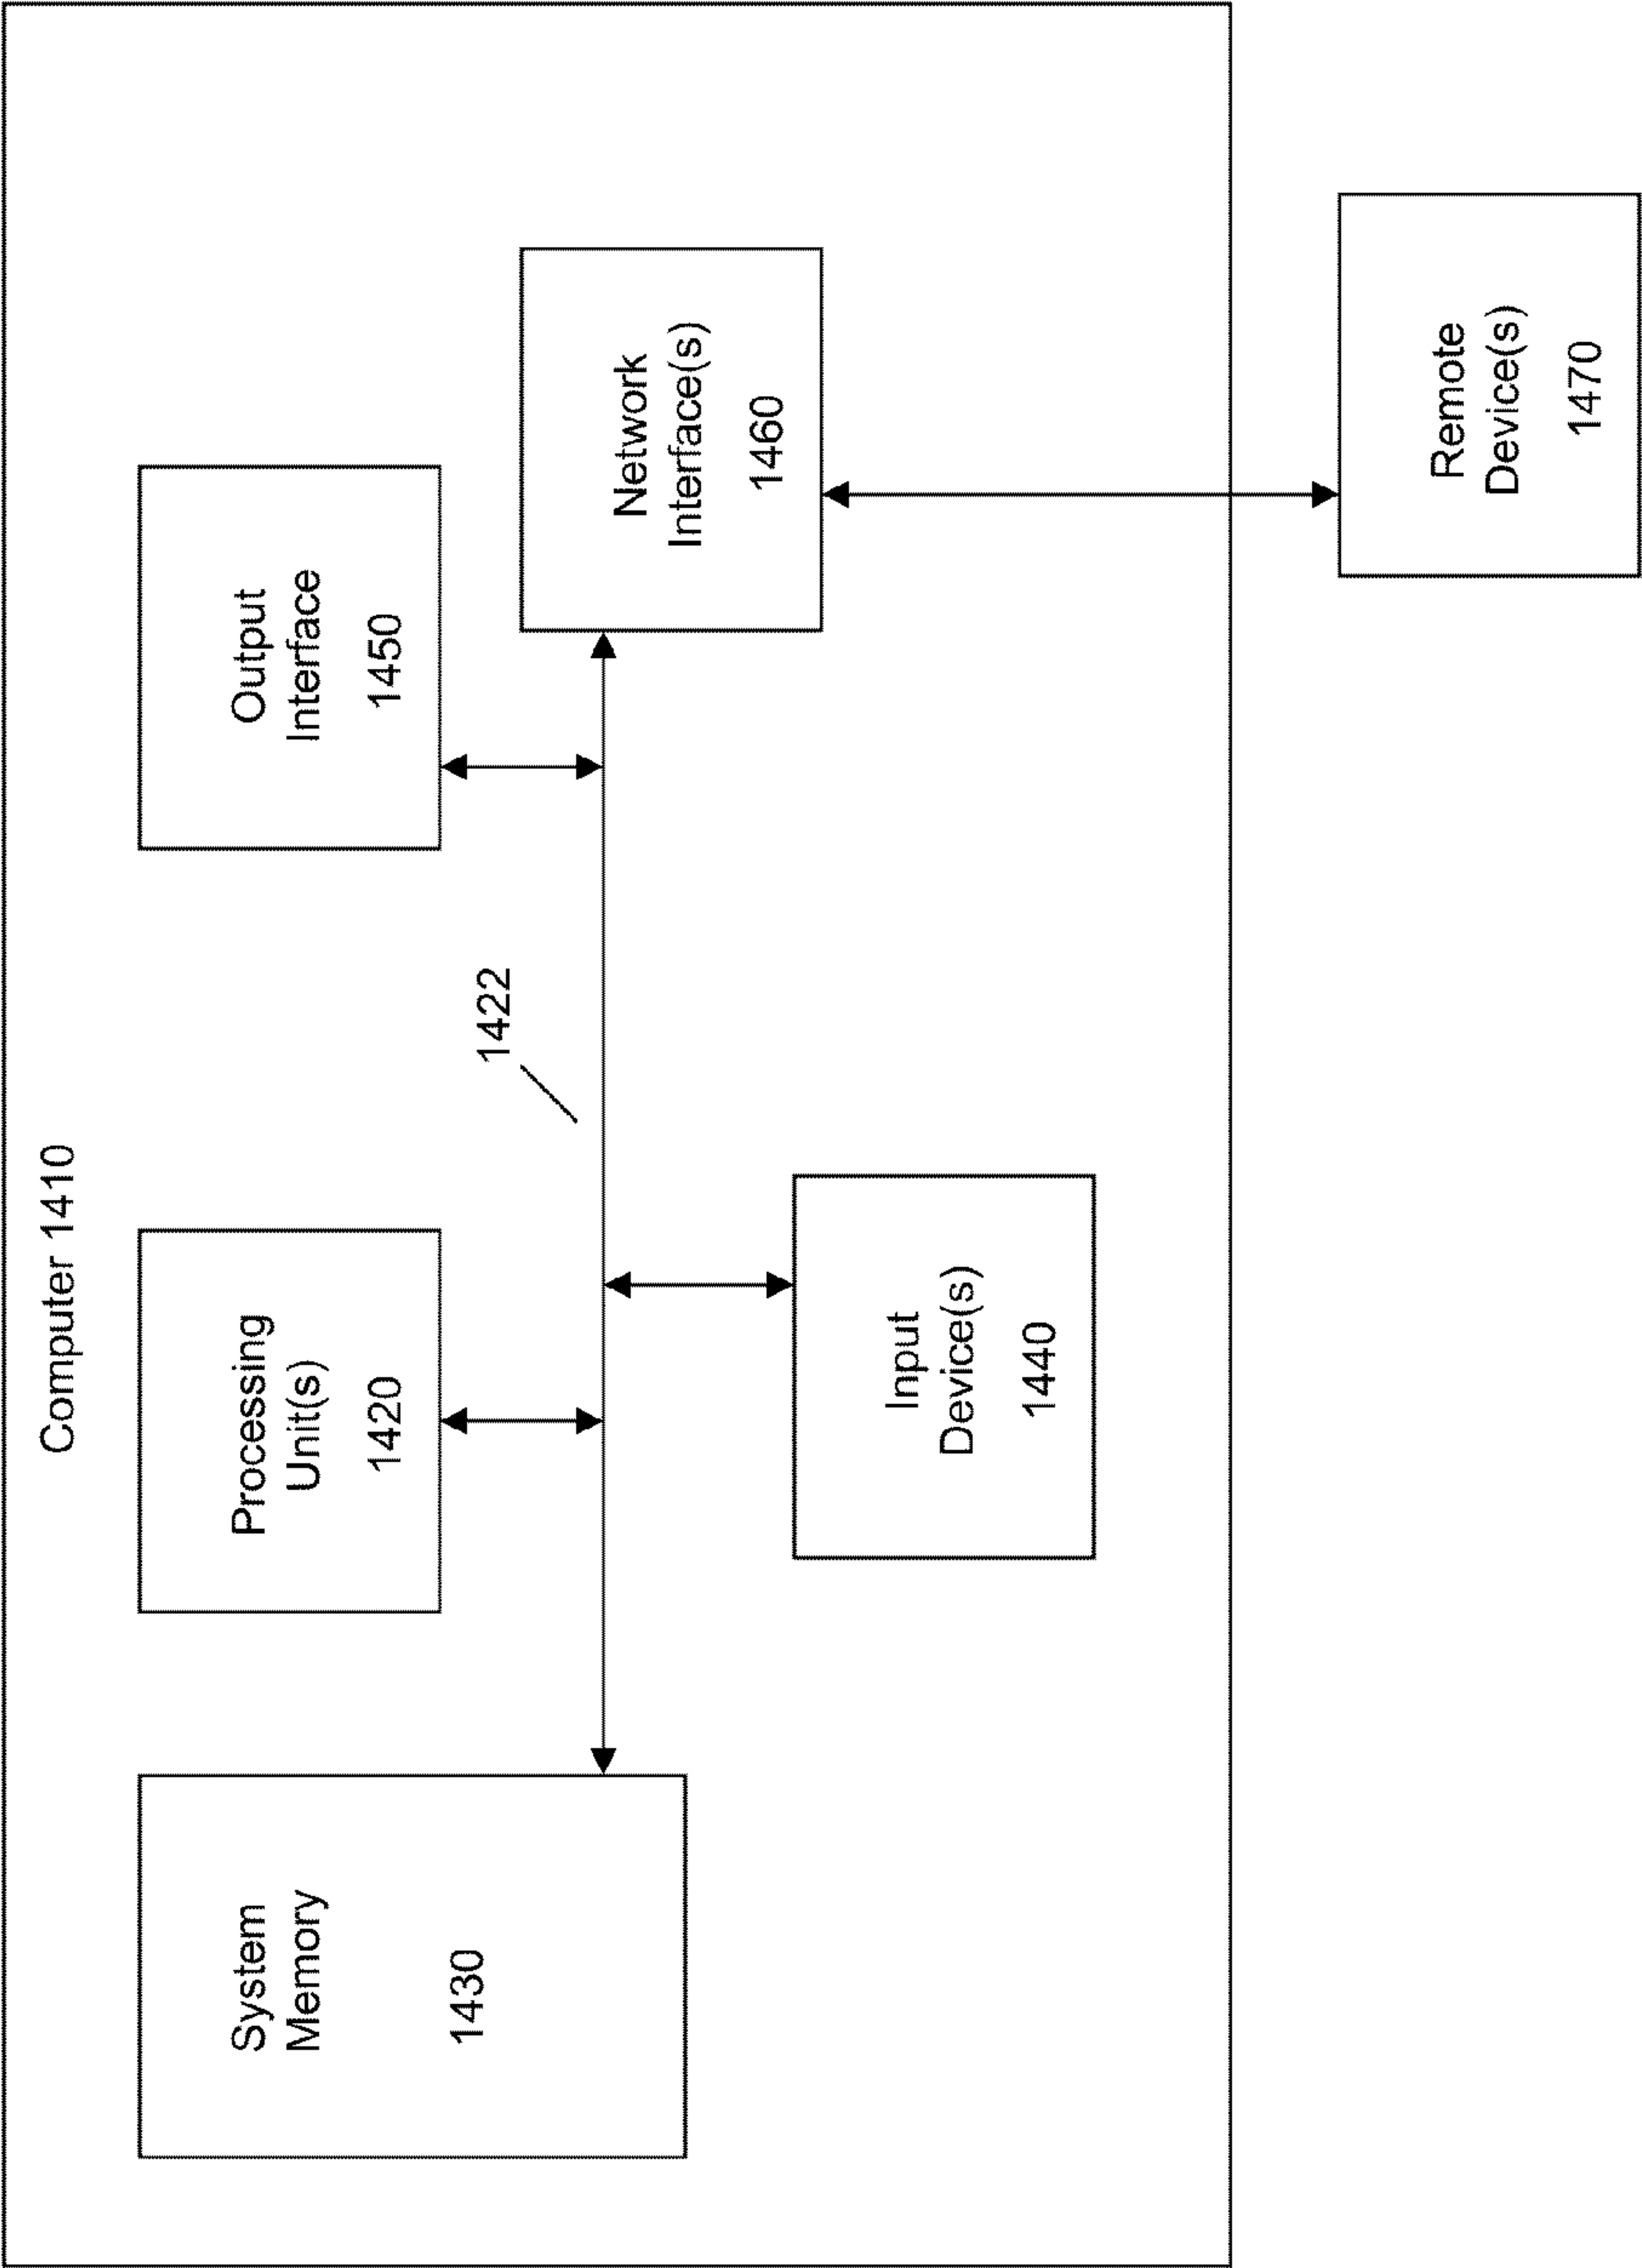 Computer 1410
System
Memory
1430
Processing
Unit(s)
1420
Output
Interface
1450
1422
Network
Interface(s)
1460
Input
Device(s)
1440
Remote
Device(s)
1470